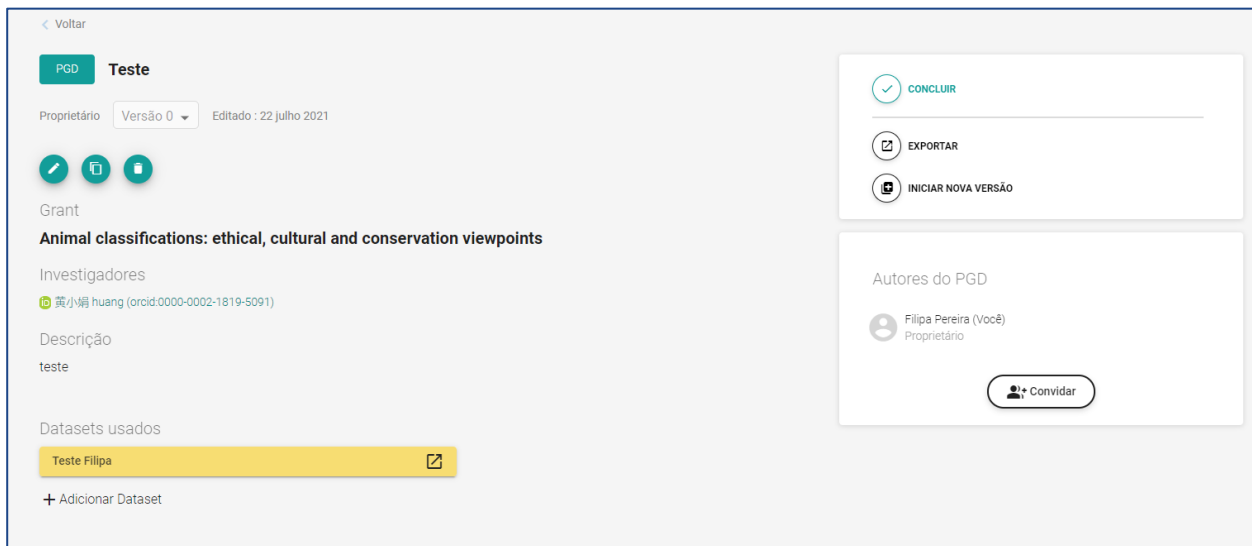 Voltar
PGD Teste
Proprietário Versão 0 Editado : 22 julho 2021
Grant
Animal classifications: ethical, cultural and conservation viewpoints
Investigadores
iD 黄小娟 huang (orcid:0000-0002-1819-5091)
Descrição
teste
Datasets usados
Teste Filipa
Adicionar Dataset
CONCLUIR
EXPORTAR
INICIAR NOVA VERSÃO
Autores do PGD
Filipa Pereira (Você)
Proprietário
Convidar